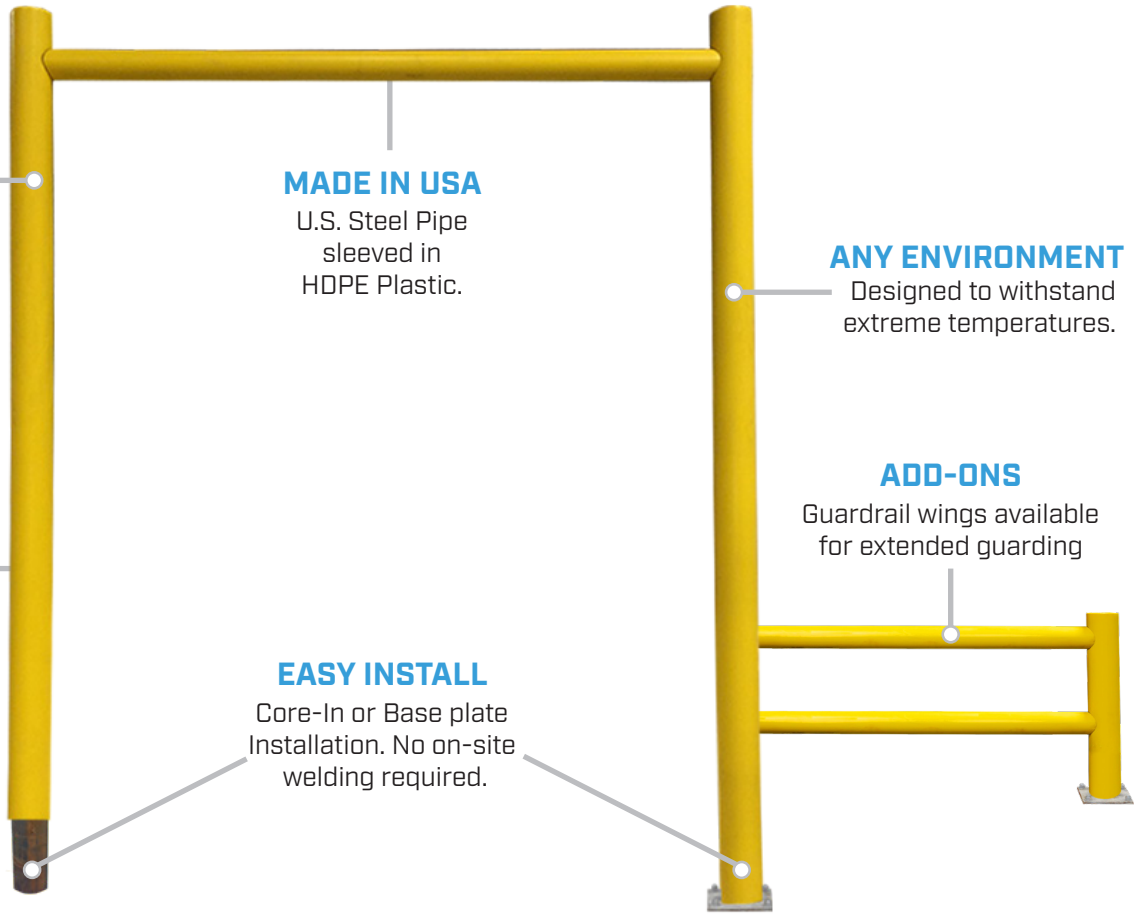 MADE IN USA
U.S. Steel Pipe
sleeved in
HDPE Plastic.
ANY ENVIRONMENT
Designed to withstand
extreme temperatures.
ADD-ONS
Guardrail wings available
for extended guarding
EASY INSTALL
Core-In or Base plate
Installation. No on-site
welding required.